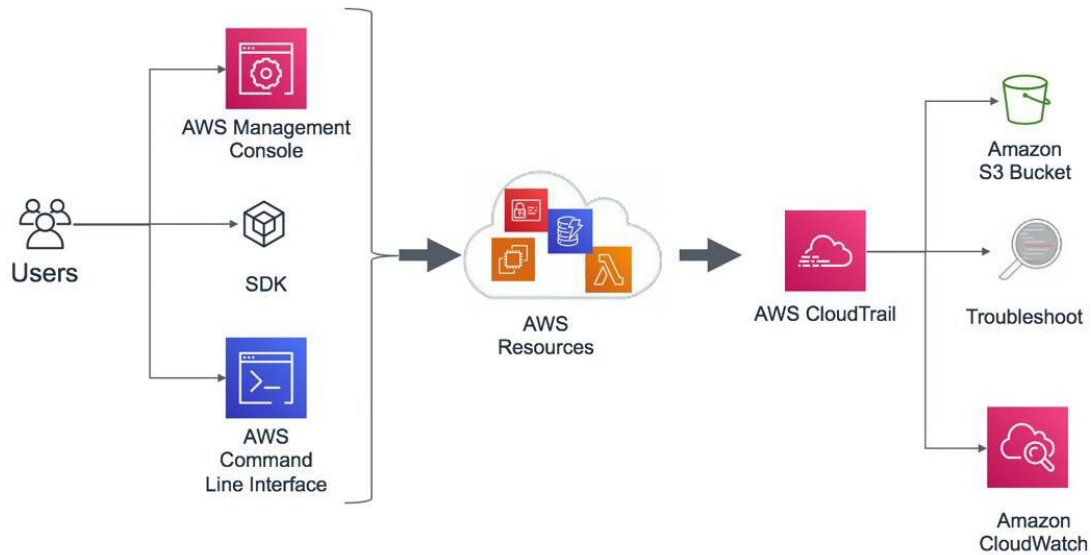 AWS Management
Console
Users
SDK
AWS
Command
Line Interface
AWS
Resources
AWS CloudTrail
Amazon
S3 Bucket
Troubleshoot
Amazon
CloudWatch